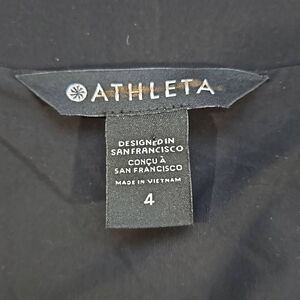 ATHLETA
DESIGNED IN
SAN FRANCISCO
CONÇU À
SAN FRANCISCO
MADE IN VIETNAM
4